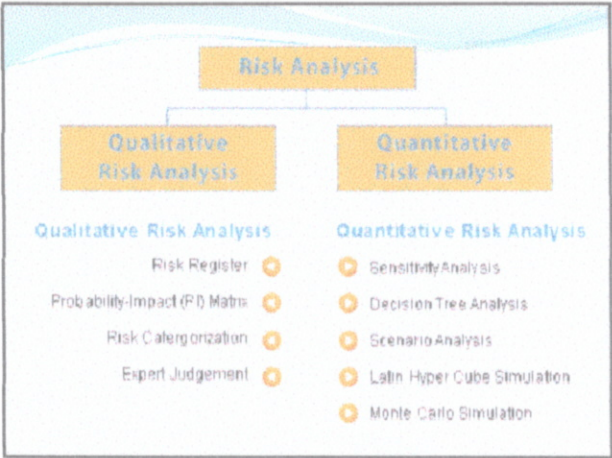 Risk Analysis
Qualitative
Risk Analysis
Quantitative
Risk Analysis
Qualitative Risk Analysis
Risk Register
Probability-Impact (PI) Matrix
Risk Catergorization
Expert Judgement
Quantitative Risk Analysis
Sensitivity Analysis
Decision Tree Analysis
Scenario Analysis
Latin Hyper Cube Simulation
Monte Carlo Simulation